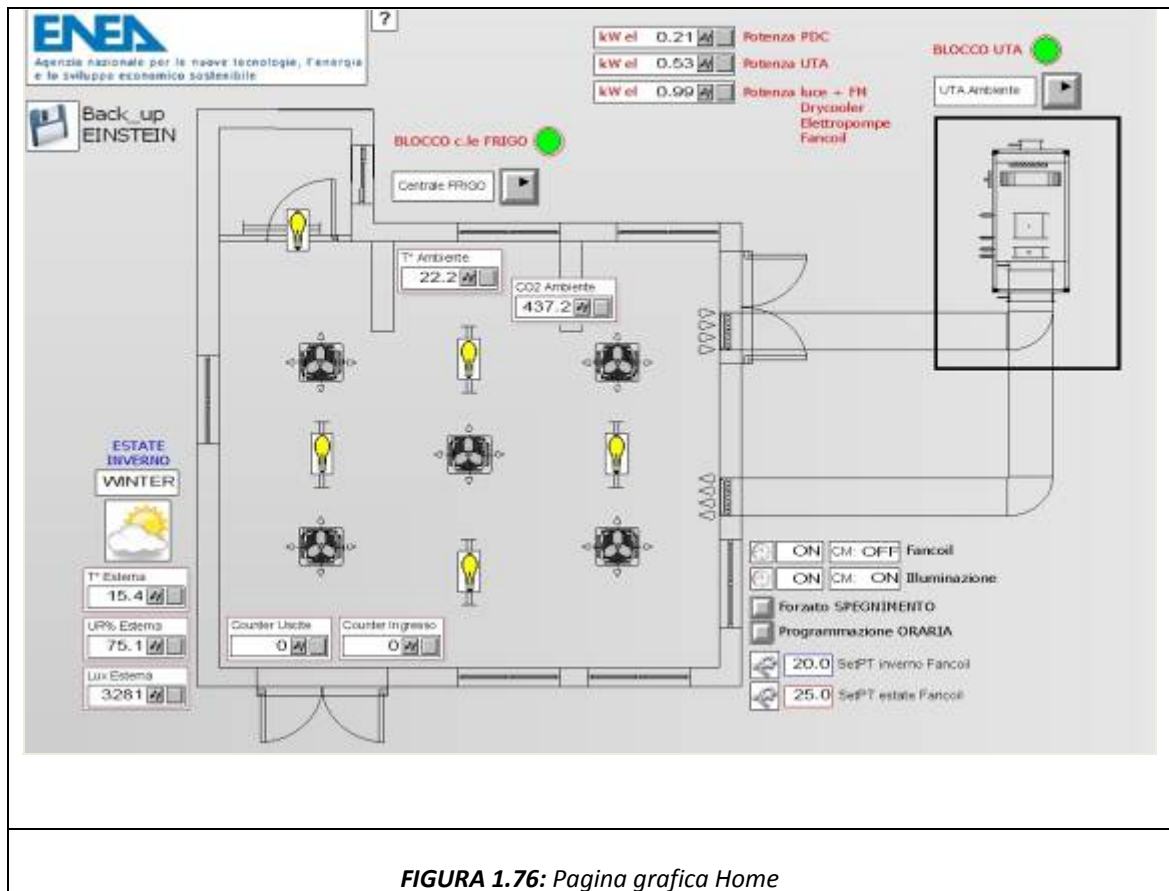 ENEA
Agenzia nazionale per le nuove tecnologie, l'energia
e lo sviluppo economico sostenibile
?
Back_up
EINSTEIN
kW el 0.21 Potenza PDC
kW el 0.53 Potenza UTA
kW el 0.99 Potenza luce + FM
Drycooler
Elettropompe
Fancoil
BLOCCO UTA
UTA Ambiente
BLOCCO c.le FRIGO
Centrale FRIGO
T° Ambiente
22.2
CO2 Ambiente
437.2
ESTATE
INVERNO
WINTER
T° Esterna
15.4
UR% Esterna
75.1
Lux Esterna
3281
Counter Uscite
0
Counter Ingresso
0
ON CM: OFF Fancoil
ON CM: ON Illuminazione
Forzato SPEGNIMENTO
Programmazione ORARIA
20.0 SetPT inverno Fancoil
25.0 SetPT estate Fancoil
FIGURA 1.76: Pagina grafica Home